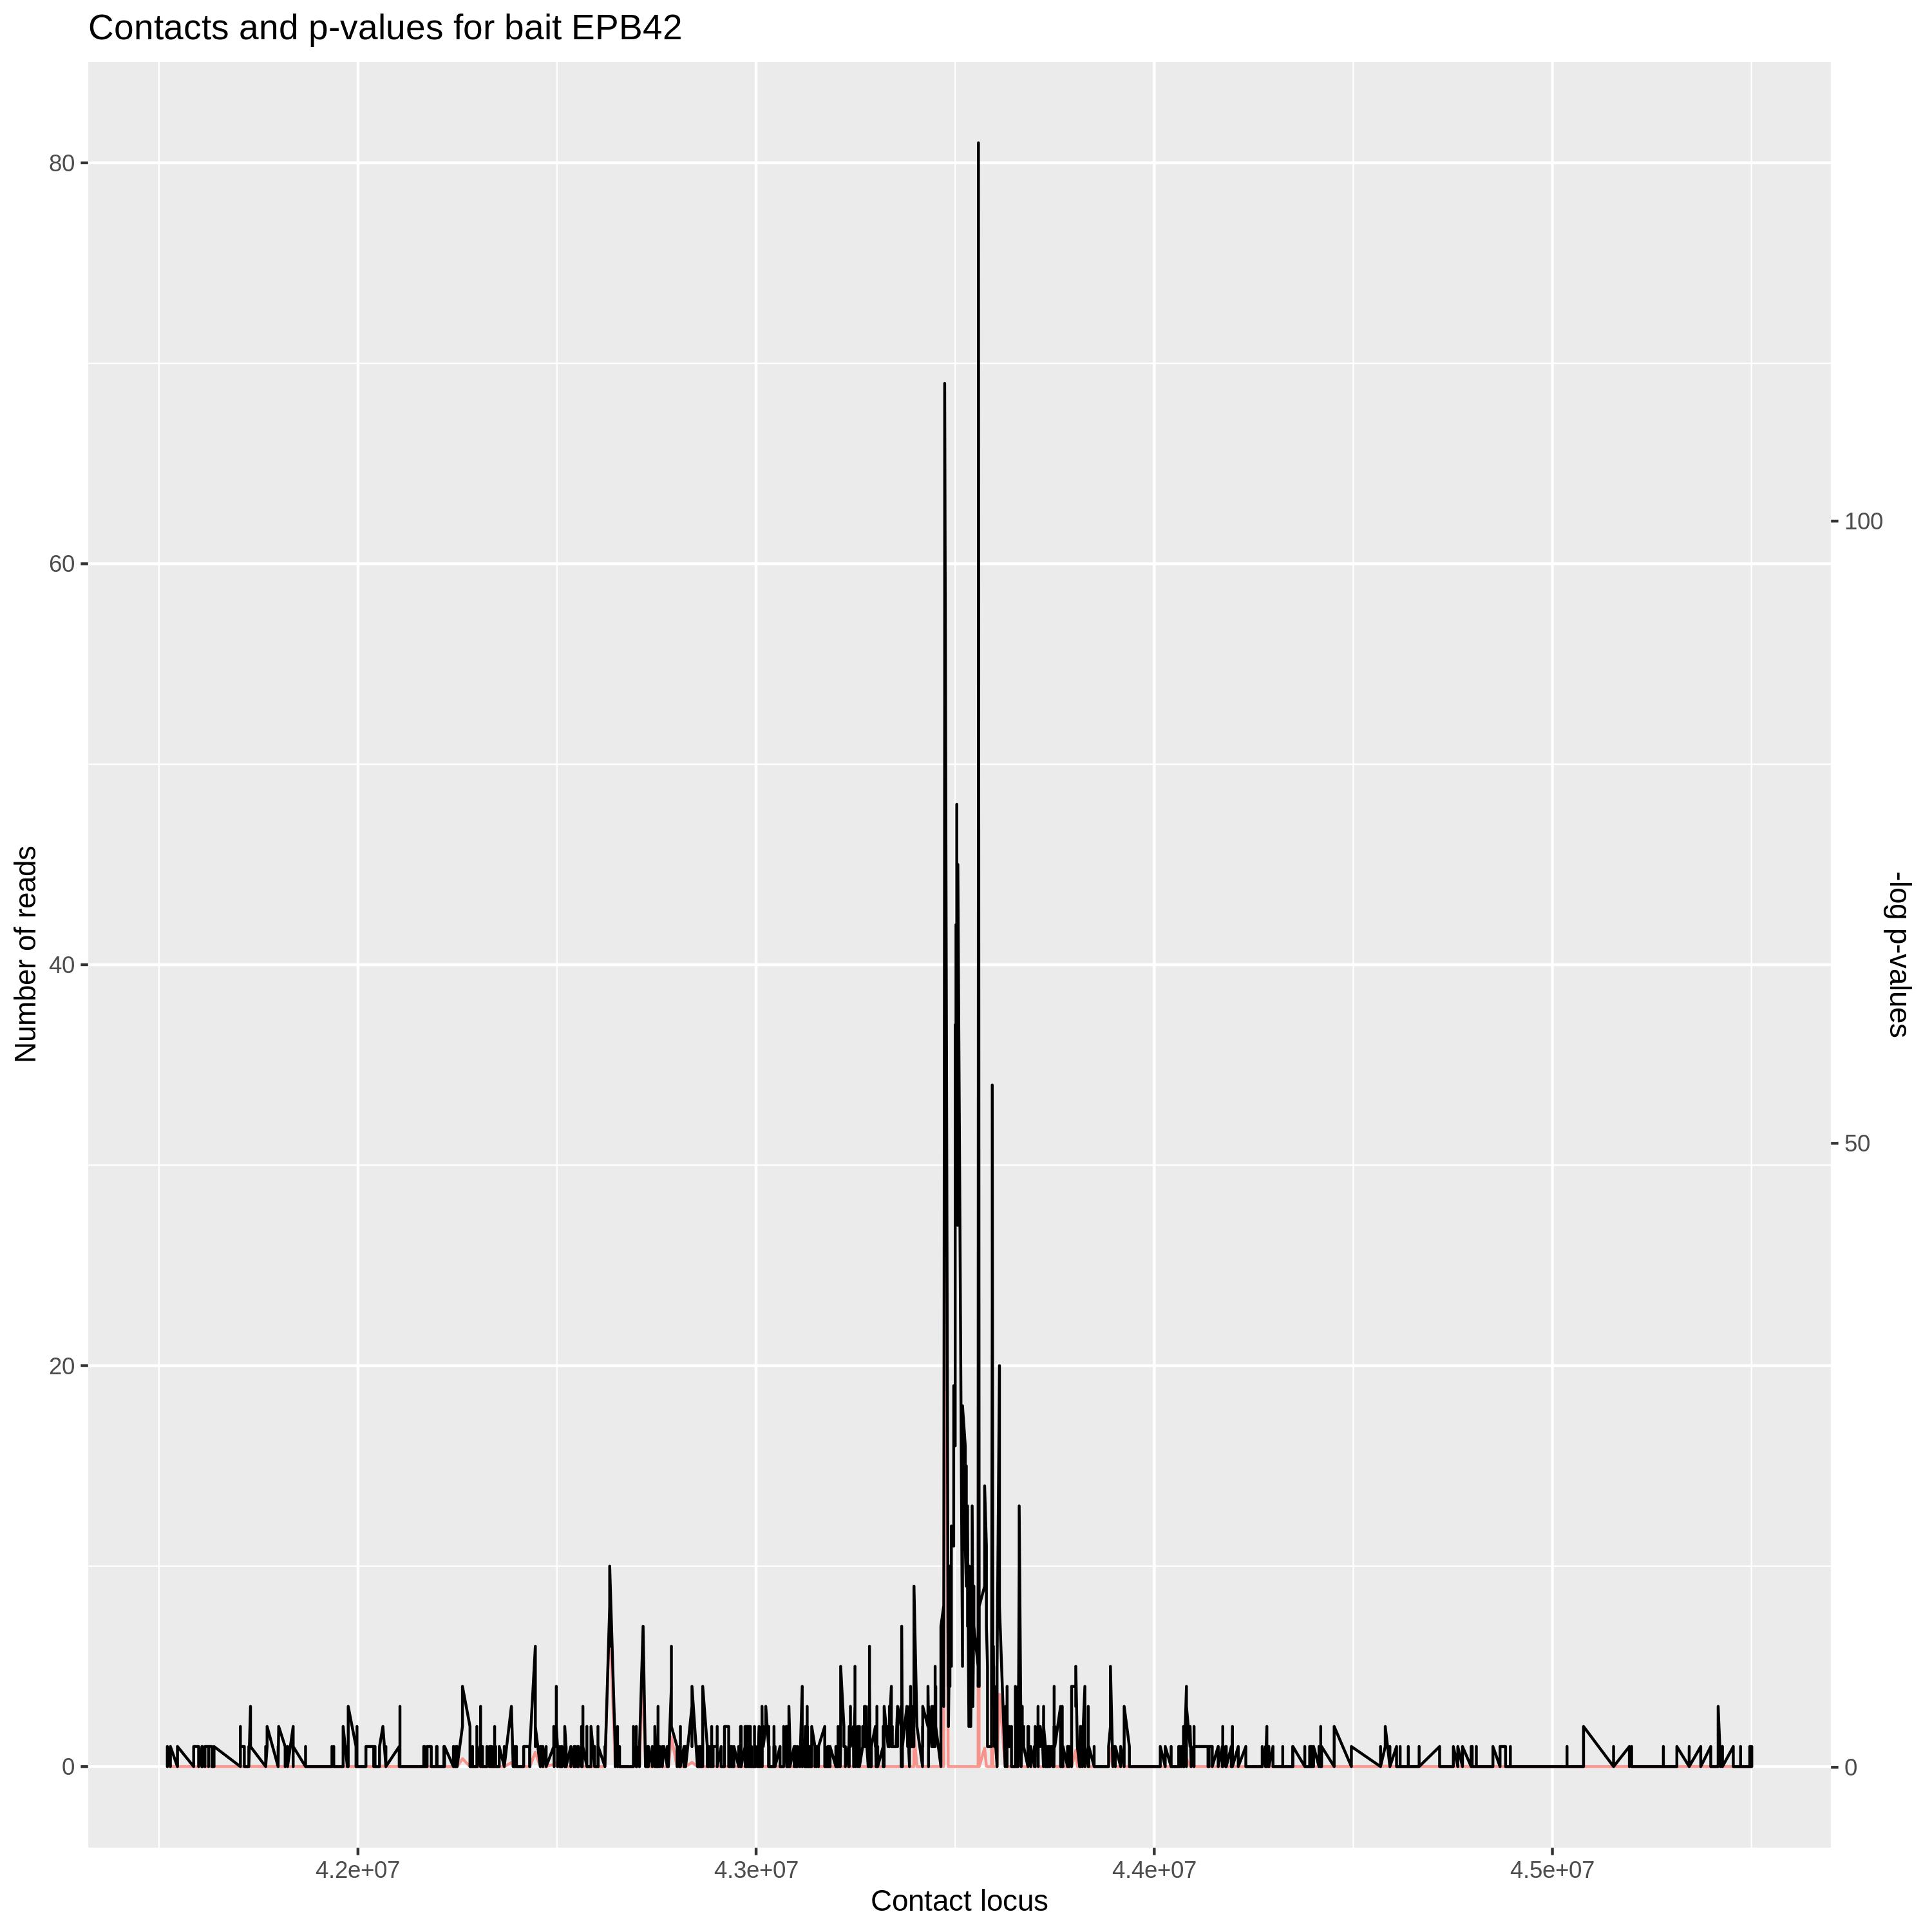 Contacts and p-values for bait EPB42
80
60
40
20
0
Number of reads
100
50
0
-log p-values
4.2e+07
4.3e+07
4.4e+07
4.5e+07
Contact locus